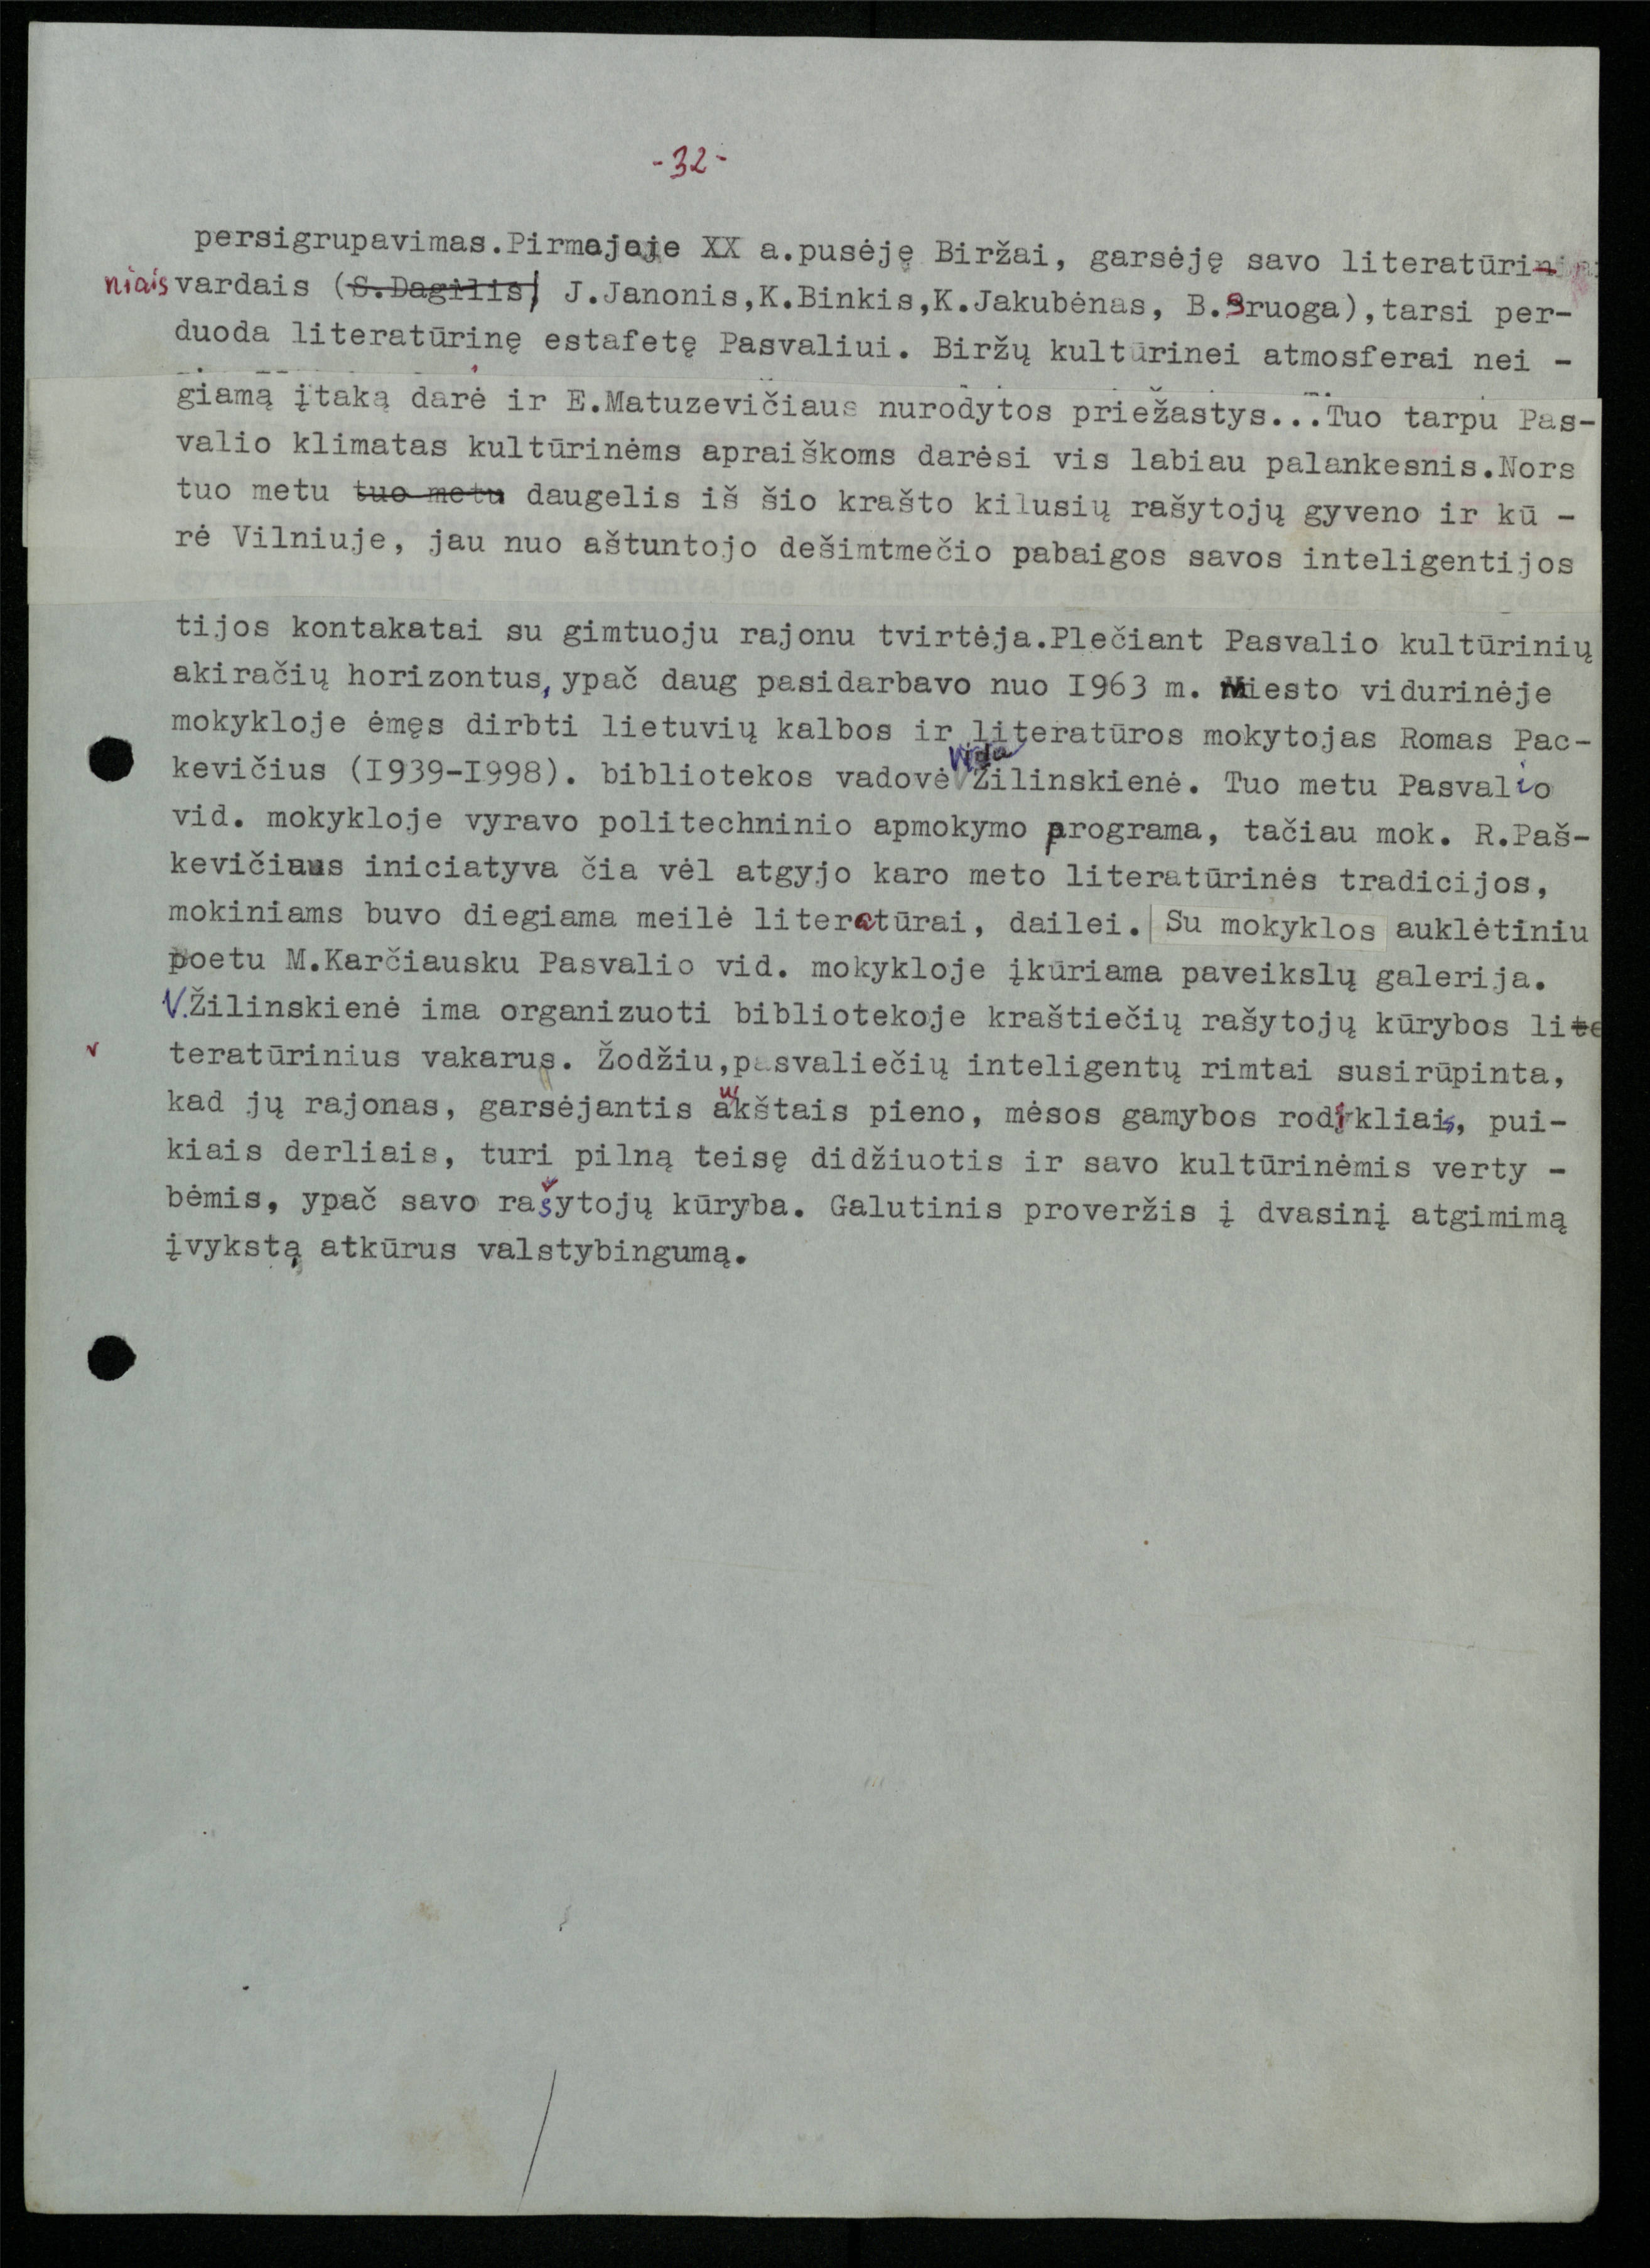 -32-
persigrupavimas.Pirmojoje XX a.pusėję Biržai, garsėję savo literatūri-
niais vardais (S.Dagilis, J.Janonis,K.Binkis,K.Jakubėnas, B.Sruoga),tarsi per-
duoda literatūrinę estafetę Pasvaliui. Biržų kultūrinei atmosferai nei -
giamą įtaką darė ir E.Matuzevičiaus nurodytos priežastys...Tuo tarpu Pas-
valio klimatas kultūrinėms apraiškoms darėsi vis labiau palankesnis.Nors
tuo metu tuo metu daugelis iš šio krašto kilusių rašytojų gyveno ir kū -
rė Vilniuje, jau nuo aštuntojo dešimtmečio pabaigos savos inteligentijos
tijos kontakatai su gimtuoju rajonu tvirtėja.Plečiant Pasvalio kultūrinių
akiračių horizontus, ypač daug pasidarbavo nuo I963 m. Miesto vidurinėje
mokykloje ėmęs dirbti lietuvių kalbos ir literatūros mokytojas Romas Pac-
kevičius (I939-I998). bibliotekos vadovė Vida Žilinskienė. Tuo metu Pasvalio
vid. mokykloje vyravo politechninio apmokymo programa, tačiau mok. R.Paš-
kevičiaus iniciatyva čia vėl atgyjo karo meto literatūrinės tradicijos,
mokiniams buvo diegiama meilė literatūrai, dailei. Su mokyklos auklėtiniu
poetu M.Karčiausku Pasvalio vid. mokykloje įkūriama paveikslų galerija.
V.Žilinskienė ima organizuoti bibliotekoje kraštiečių rašytojų kūrybos lite
teratūrinius vakarus. Žodžiu,pasvaliečių inteligentų rimtai susirūpinta,
kad jų rajonas, garsėjantis aukštais pieno, mėsos gamybos rodikliais, pui-
kiais derliais, turi pilną teisę didžiuotis ir savo kultūrinėmis verty -
bėmis, ypač savo rašytojų kūryba. Galutinis proveržis į dvasinį atgimimą
įvykstą atkūrus valstybingumą.